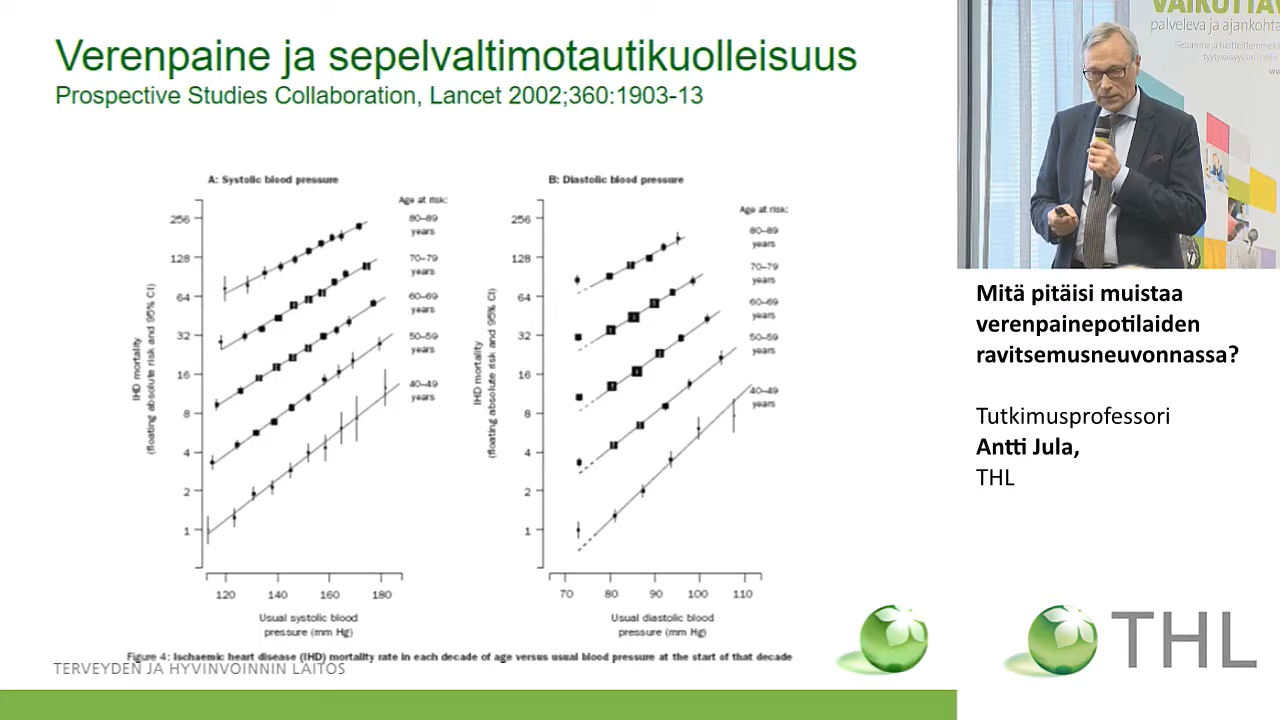 Verenpaine ja sepelvaltimotautikuolleisuus
Prospective Studies Collaboration, Lancet 2002;360:1903-13
A: Systolic blood pressure
Age at risk:
80–89
years
70–79
years
60–69
years
50–59
years
40–49
years
256
128
64
32
16
8
4
2
1
IHD mortality
(floating absolute risk and 95% CI)
120 140 160 180
Usual systolic blood
pressure (mm Hg)
B: Diastolic blood pressure
Age at risk:
80–89
years
70–79
years
60–69
years
50–59
years
40–49
years
256
128
64
32
16
8
4
2
1
IHD mortality
(floating absolute risk and 95% CI)
70 80 90 100 110
Usual diastolic blood
pressure (mm Hg)
Figure 4: Ischaemic heart disease (IHD) mortality rate in each decade of age versus usual blood pressure at the start of that decade
TERVEYDEN JA HYVINVOINNIN LAITOS
VAIKUTTAV
palveleva ja ajankohta
Mitä pitäisi muistaa
verenpainepotilaiden
ravitsemusneuvonnassa?
Tutkimusprofessori
Antti Jula,
THL
THL